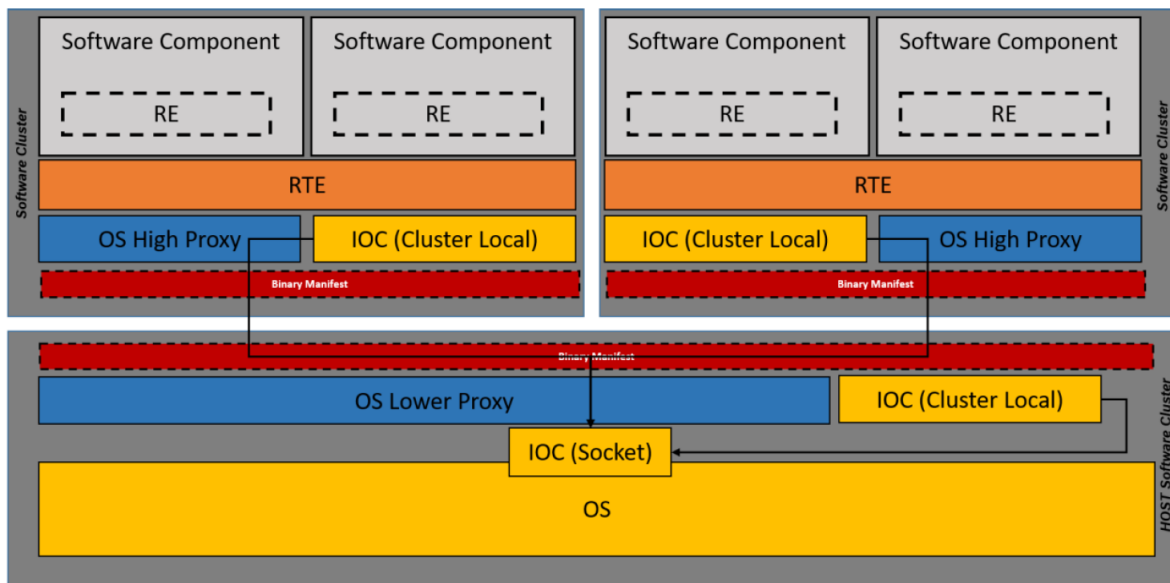 Software Cluster
Software Component
RE
Software Component
RE
RTE
OS High Proxy
IOC (Cluster Local)
Binary Manifest
Software Component
RE
Software Component
RE
RTE
IOC (Cluster Local)
OS High Proxy
Binary Manifest
Software Cluster
Binary Manifest
OS Lower Proxy
IOC (Cluster Local)
IOC (Socket)
OS
HOST Software Cluster